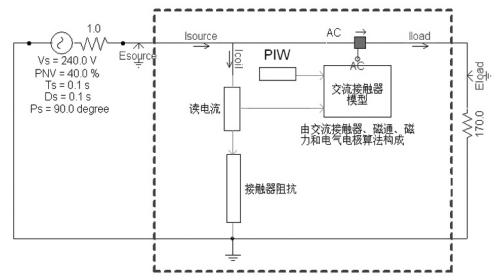 1.0
Isource
AC
Iload
Vs = 240.0 V
PNV = 40.0 %
Ts = 0.1 s
Ds = 0.1 s
Ps = 90.0 degree
Esource
Icoil
PIW
AC
Eload
读电流
交流接触器
模型
由交流接触器、磁通、磁
力和电气电极算法构成
170.0
接触器阻抗